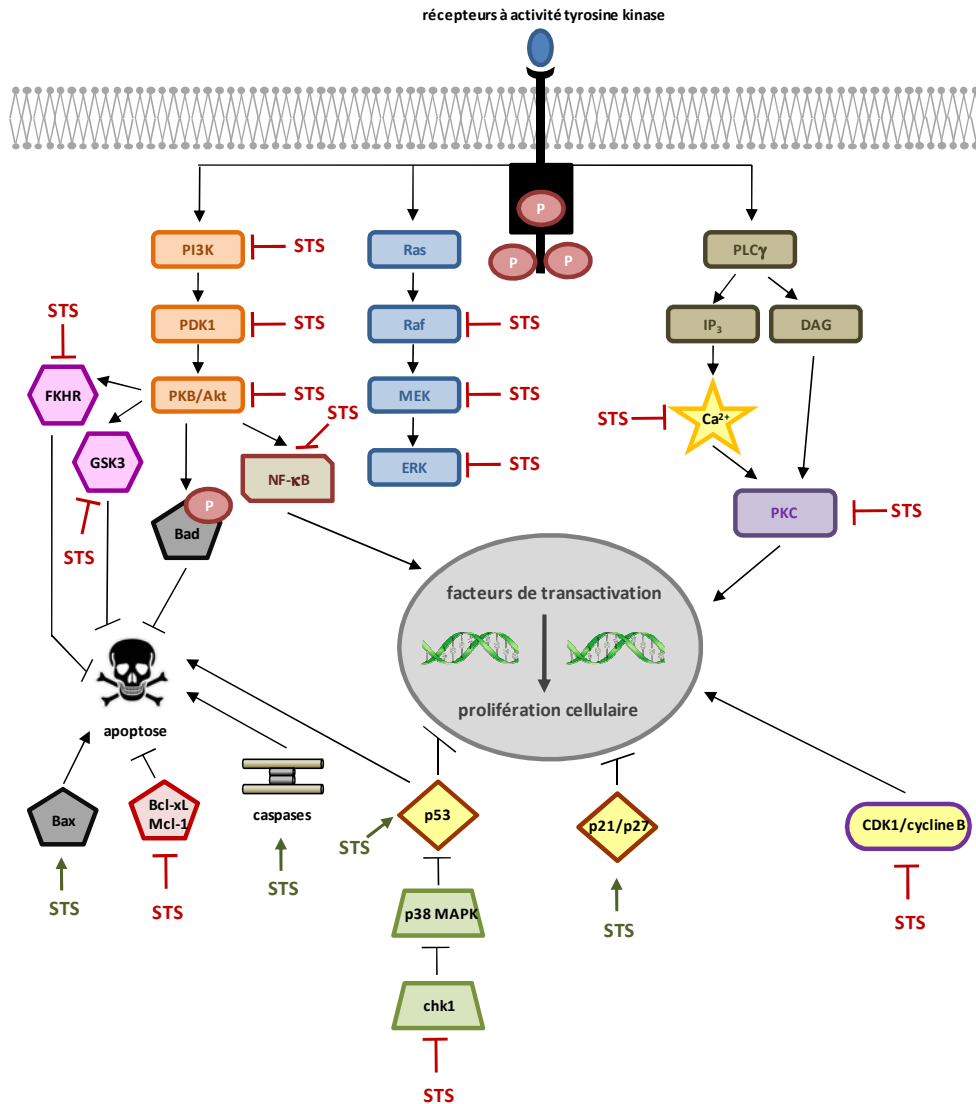 récepteurs à activité tyrosine kinase
P
P
P
PI3K
STS
Ras
PLCγ
STS
PDK1
STS
Raf
STS
IP3
DAG
FKHR
PKB/Akt
STS
STS
MEK
STS
STS
Ca2+
GSK3
NF-κB
ERK
STS
PKC
STS
P
Bad
STS
facteurs de transactivation
prolifération cellulaire
apoptose
Bax
Bcl-xL
Mcl-1
caspases
p53
STS
p21/p27
CDK1/cycline B
STS
STS
STS
STS
STS
p38 MAPK
chk1
STS